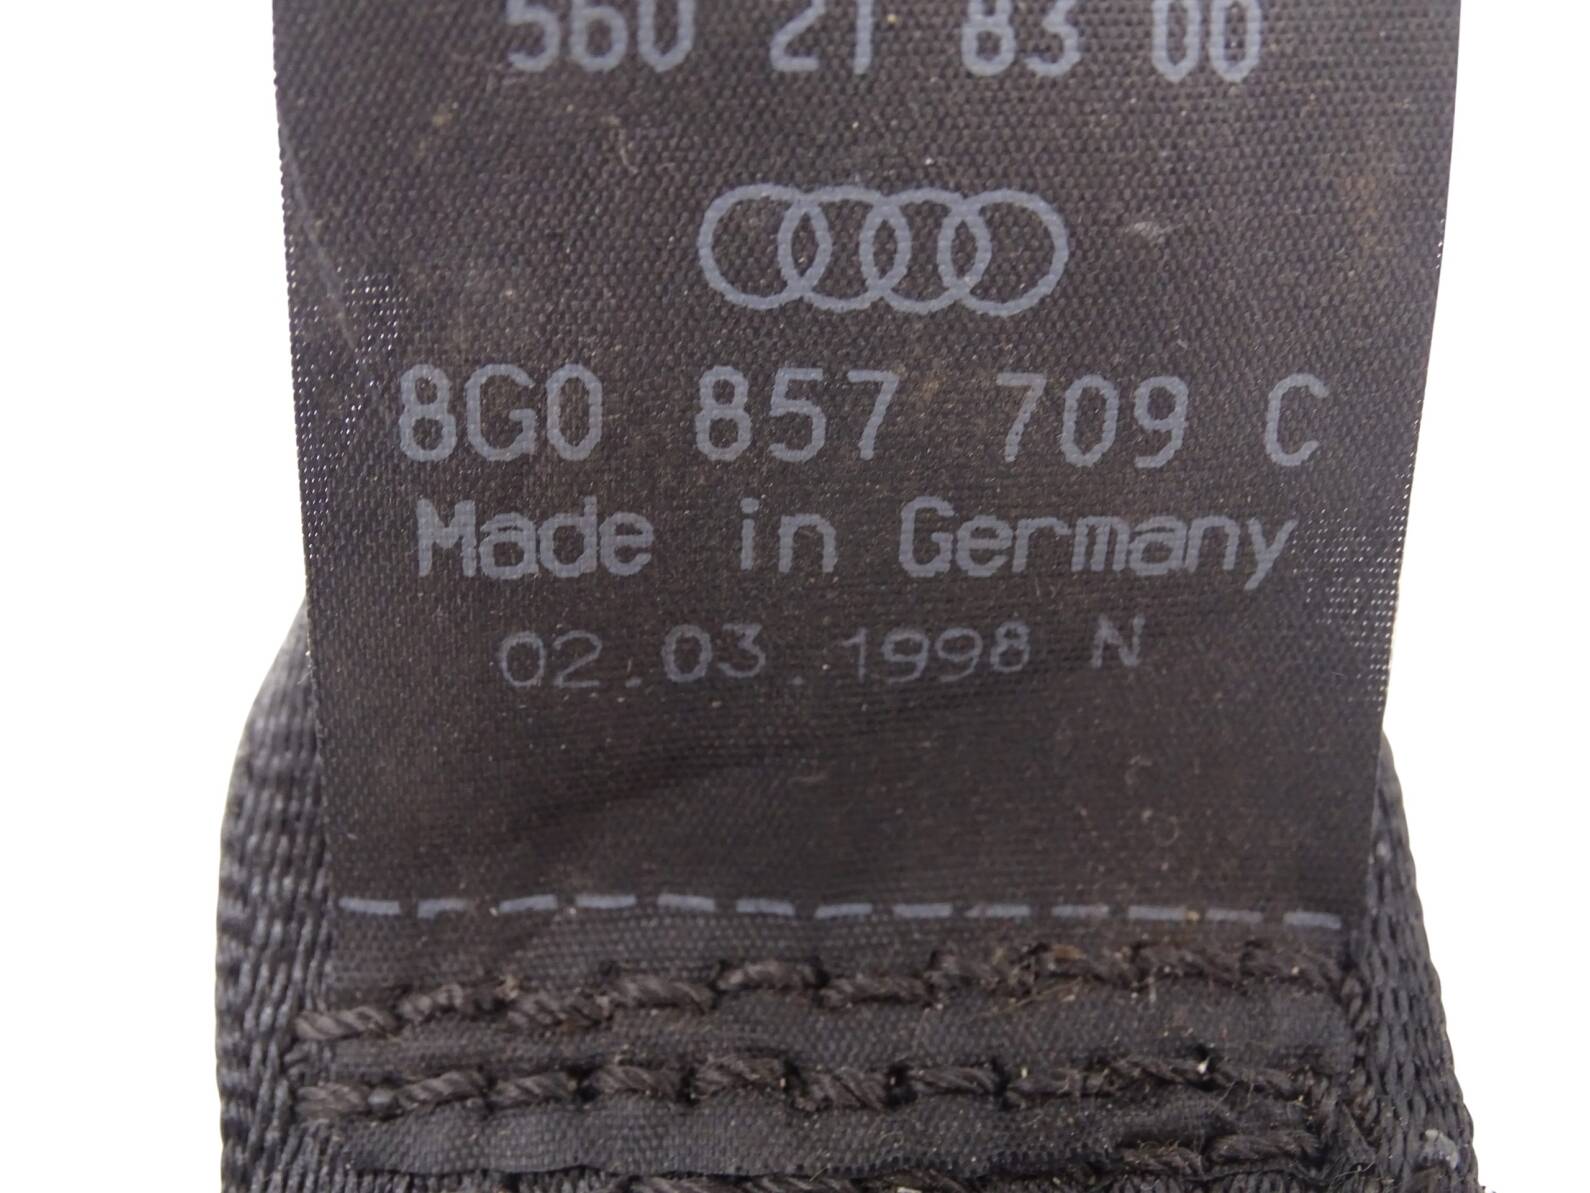 560 21 83 00
8G0 857 709 C
Made in Germany
02.03.1998 N